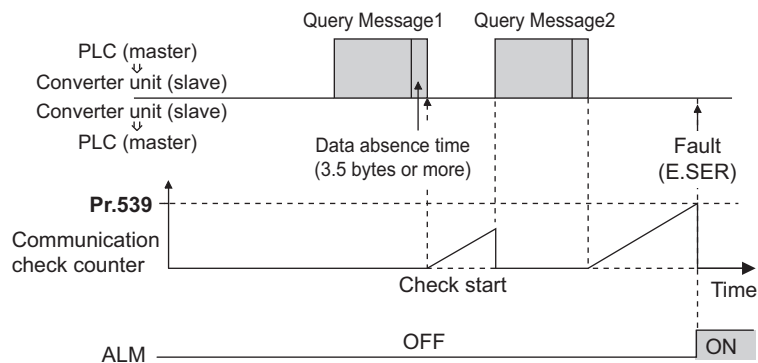 Query Message1
Query Message2
PLC (master)
Converter unit (slave)
Converter unit (slave)
PLC (master)
Data absence time
(3.5 bytes or more)
Fault
(E.SER)
Pr.539
Communication
check counter
Check start
Time
ALM
OFF
ON